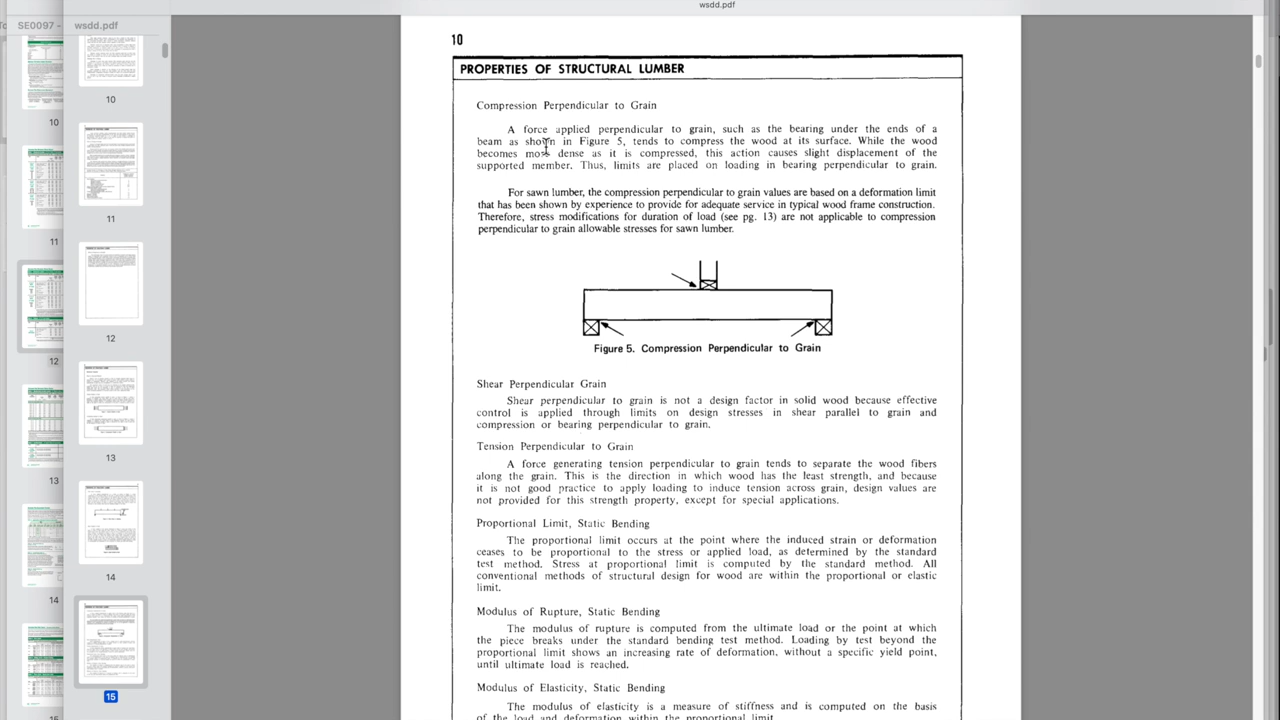 wsdd.pdf
SE0097 -
wsdd.pdf
10
10
11
11
12
12
13
13
14
14
15
10
PROPERTIES OF STRUCTURAL LUMBER
Compression Perpendicular to Grain
A force applied perpendicular to grain, such as the bearing under the ends of a
beam as shown in Figure 5, tends to compress the wood at its surface. While the wood
becomes more dense as it is compressed, this action causes slight displacement of the
supported member. Thus, limits are placed on loading in bearing perpendicular to grain.
For sawn lumber, the compression perpendicular to grain values are based on a deformation limit
that has been shown by experience to provide for adequate service in typical wood frame construction.
Therefore, stress modifications for duration of load (see pg. 13) are not applicable to compression
perpendicular to grain allowable stresses for sawn lumber.
Figure 5. Compression Perpendicular to Grain
Shear Perpendicular Grain
Shear perpendicular to grain is not a design factor in solid wood because effective
control is applied through limits on design stresses in shear parallel to grain and
compression or bearing perpendicular to grain.
Tension Perpendicular to Grain
A force generating tension perpendicular to grain tends to separate the wood fibers
along the grain. This is the direction in which wood has the least strength, and because
it is not good practice to apply loading to induce tension across grain, design values are
not provided for this strength property, except for special applications.
Proportional Limit, Static Bending
The proportional limit occurs at the point where the induced strain or deformation
ceases to be proportional to the stress or applied load, as determined by the standard
test method. Stress at proportional limit is computed by the standard method. All
conventional methods of structural design for wood are within the proportional or elastic
limit.
Modulus of Rupture, Static Bending
The modulus of rupture is computed from the ultimate load or the point at which
the piece breaks under the standard bending test method. Loading by test beyond the
proportional limit shows an increasing rate of deformation, without a specific yield point,
until ultimate load is reached.
Modulus of Elasticity, Static Bending
The modulus of elasticity is a measure of stiffness and is computed on the basis
of the load and deformation within the proportional limit.